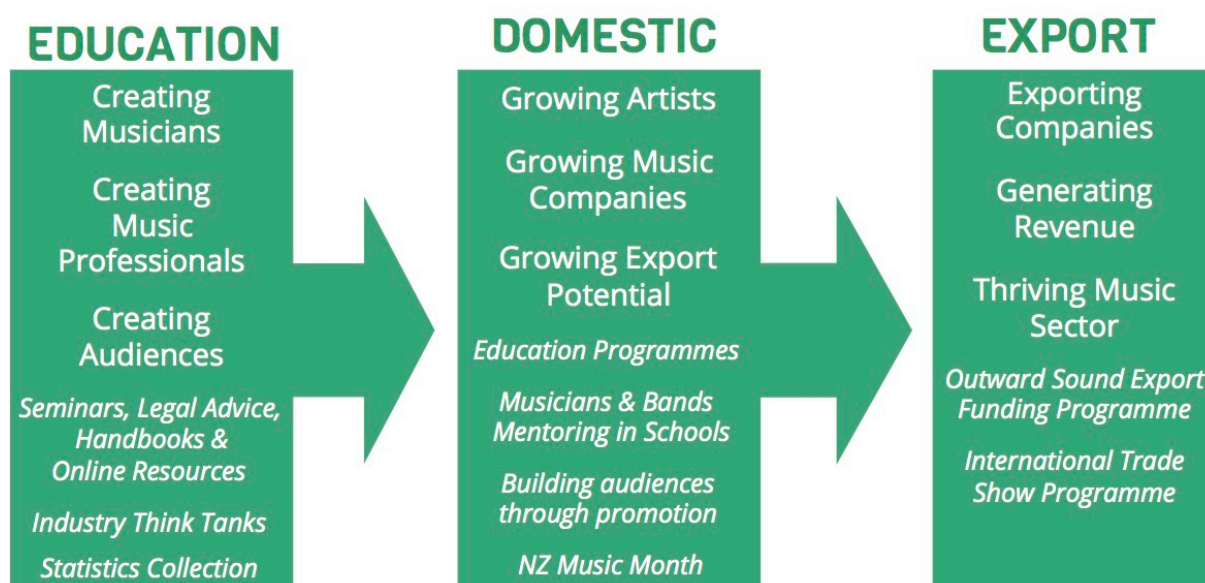 EDUCATION
Creating
Musicians
Creating
Music
Professionals
Creating
Audiences
Seminars, Legal Advice,
Handbooks &
Online Resources
Industry Think Tanks
Statistics Collection
DOMESTIC
Growing Artists
Growing Music
Companies
Growing Export
Potential
Education Programmes
Musicians & Bands
Mentoring in Schools
Building audiences
through promotion
NZ Music Month
EXPORT
Exporting
Companies
Generating
Revenue
Thriving Music
Sector
Outward Sound Export
Funding Programme
International Trade
Show Programme